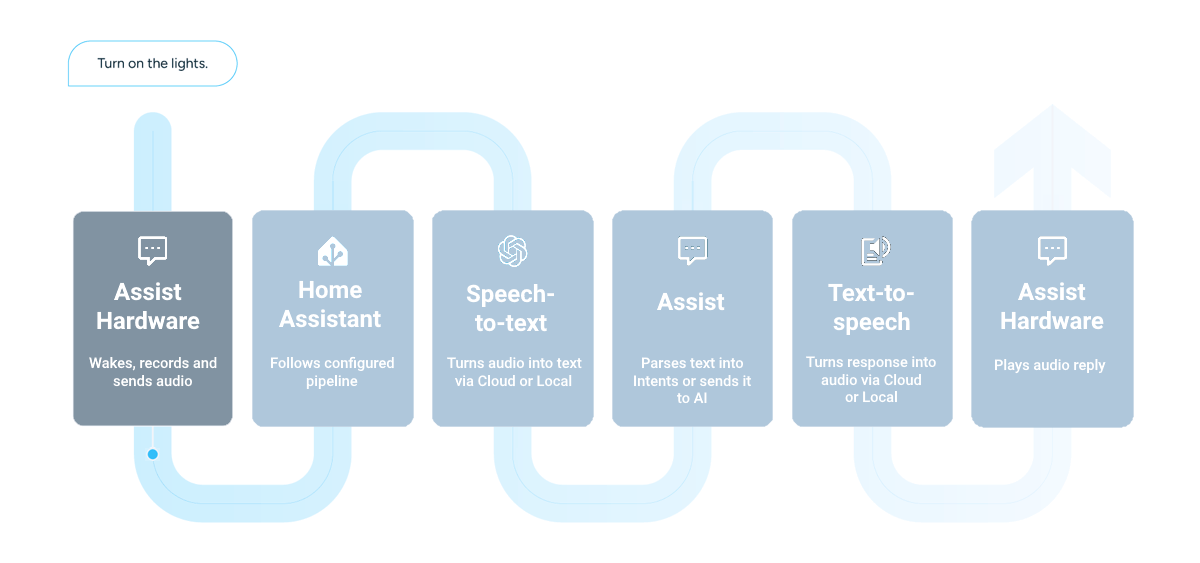 Turn on the lights.
Assist
Hardware
Wakes, records and
sends audio
Home
Assistant
Follows configured
pipeline
Speech-
to-text
Turns audio into text
via Cloud or Local
Assist
Parses text into
Intents or sends it
to AI
Text-to-
speech
Turns response into
audio via Cloud
or Local
Assist
Hardware
Plays audio reply